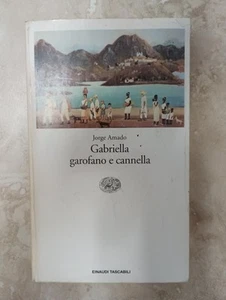 Jorge Amado
Gabriella
garofano e cannella
EINAUDI TASCABILI